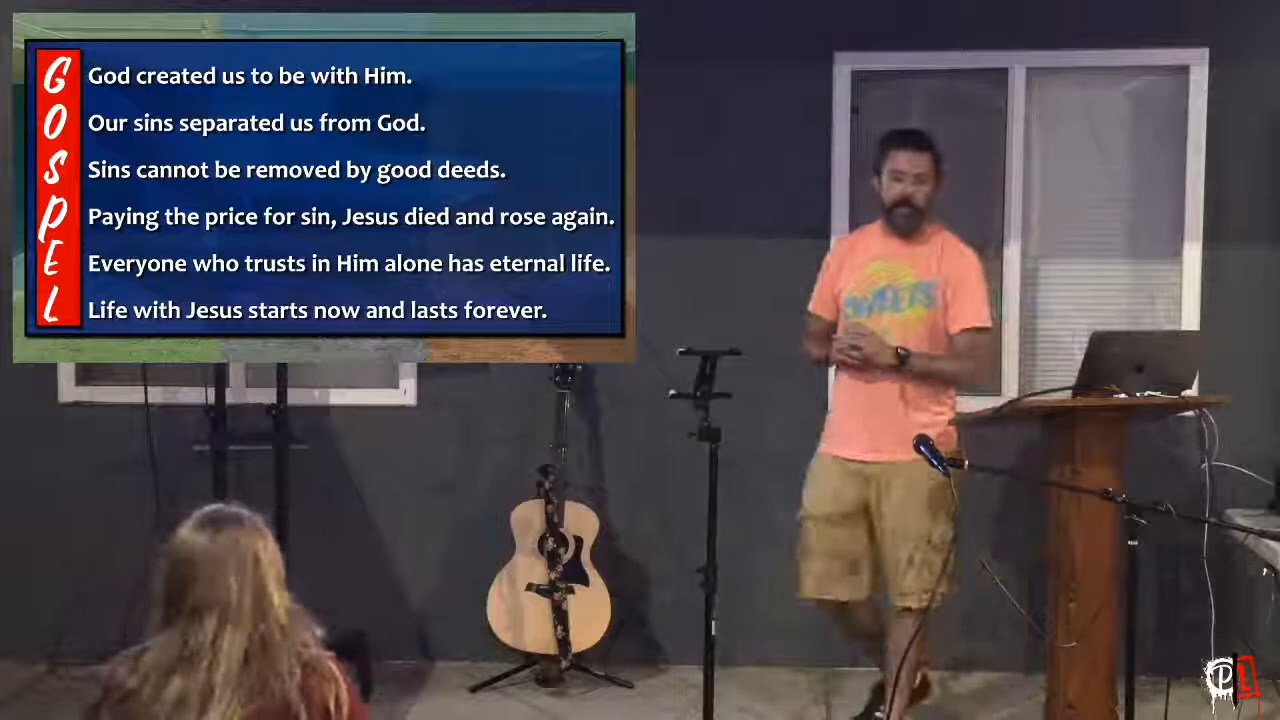 G God created us to be with Him.
O Our sins separated us from God.
S Sins cannot be removed by good deeds.
P Paying the price for sin, Jesus died and rose again.
E Everyone who trusts in Him alone has eternal life.
L Life with Jesus starts now and lasts forever.
PL